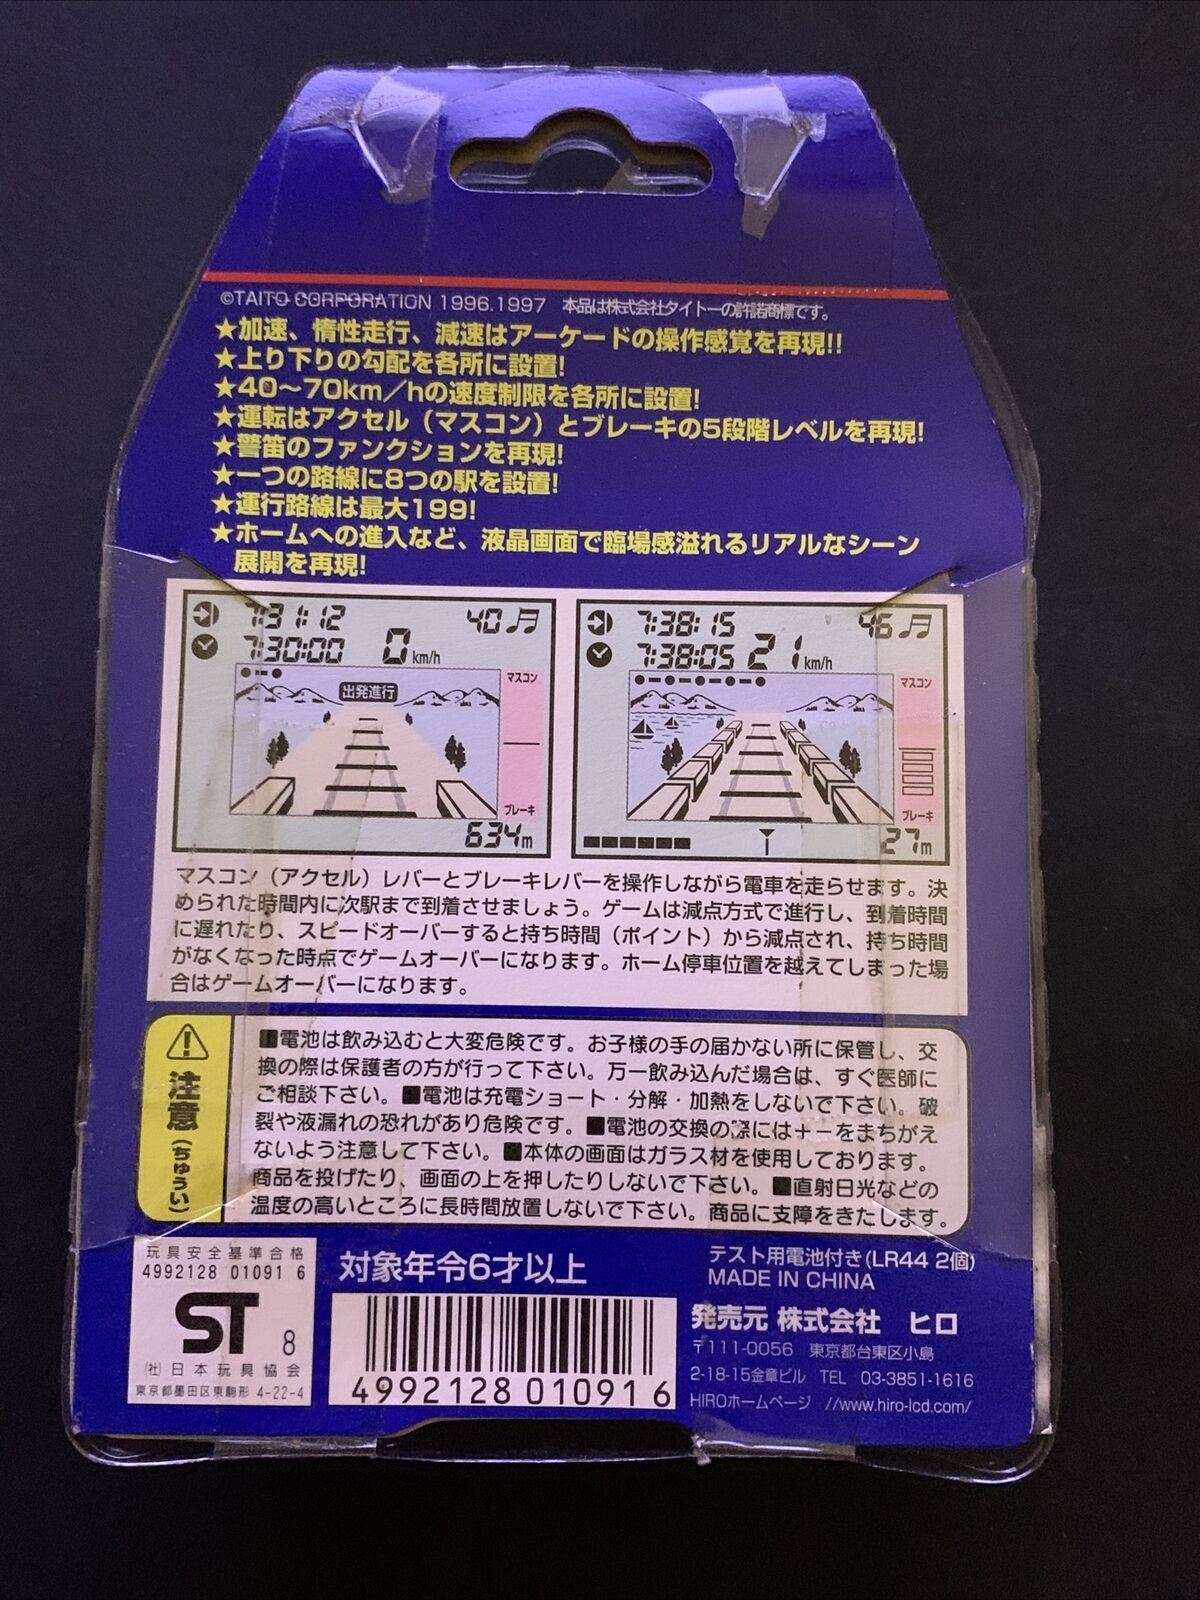 ©TAITO CORPORATION 1996.1997 本品は株式会社タイトーの許諾商標です。
★加速、惰性走行、減速はアーケードの操作感覚を再現!!
★上り下りの勾配を各所に設置!
★40〜70km/hの速度制限を各所に設置!
★運転はアクセル（マスコン）とブレーキの5段階レベルを再現!
★警笛のファンクションを再現!
★一つの路線に8つの駅を設置!
★運行路線は最大199!
★ホームへの進入など、液晶画面で臨場感溢れるリアルなシーン
展開を再現!
7:31:12 40
7:30:00 0km/h
出発進行
マスコン
ブレーキ
634m
7:38:15 46
7:38:05 21km/h
マスコン
ブレーキ
27m
マスコン（アクセル）レバーとブレーキレバーを操作しながら電車を走らせます。決
められた時間内に次駅まで到着させましょう。ゲームは減点方式で進行し、到着時間
に遅れたり、スピードオーバーすると持ち時間（ポイント）から減点され、持ち時間
がなくなった時点でゲームオーバーになります。ホーム停車位置を越えてしまった場
合はゲームオーバーになります。
注意（ちゅうい）
■電池は飲み込むと大変危険です。お子様の手の届かない所に保管し、交
換の際は保護者の方が行って下さい。万一飲み込んだ場合は、すぐ医師に
ご相談下さい。■電池は充電ショート・分解・加熱をしないで下さい。破
裂や液漏れの恐れがあり危険です。■電池の交換の際には＋－をまちがえ
ないよう注意して下さい。■本体の画面はガラス材を使用しております。
商品を投げたり、画面の上を押したりしないで下さい。■直射日光などの
温度の高いところに長時間放置しないで下さい。商品に支障をきたします。
玩具安全基準合格
4992128 01091 6
ST 8
(社)日本玩具協会
東京都墨田区東駒形 4-22-4
対象年令6才以上
4992128 010916
テスト用電池付き(LR44 2個)
MADE IN CHINA
発売元 株式会社 ヒロ
〒111-0056 東京都台東区小島
2-18-15金章ビル TEL 03-3851-1616
HIROホームページ //www.hiro-lcd.com/